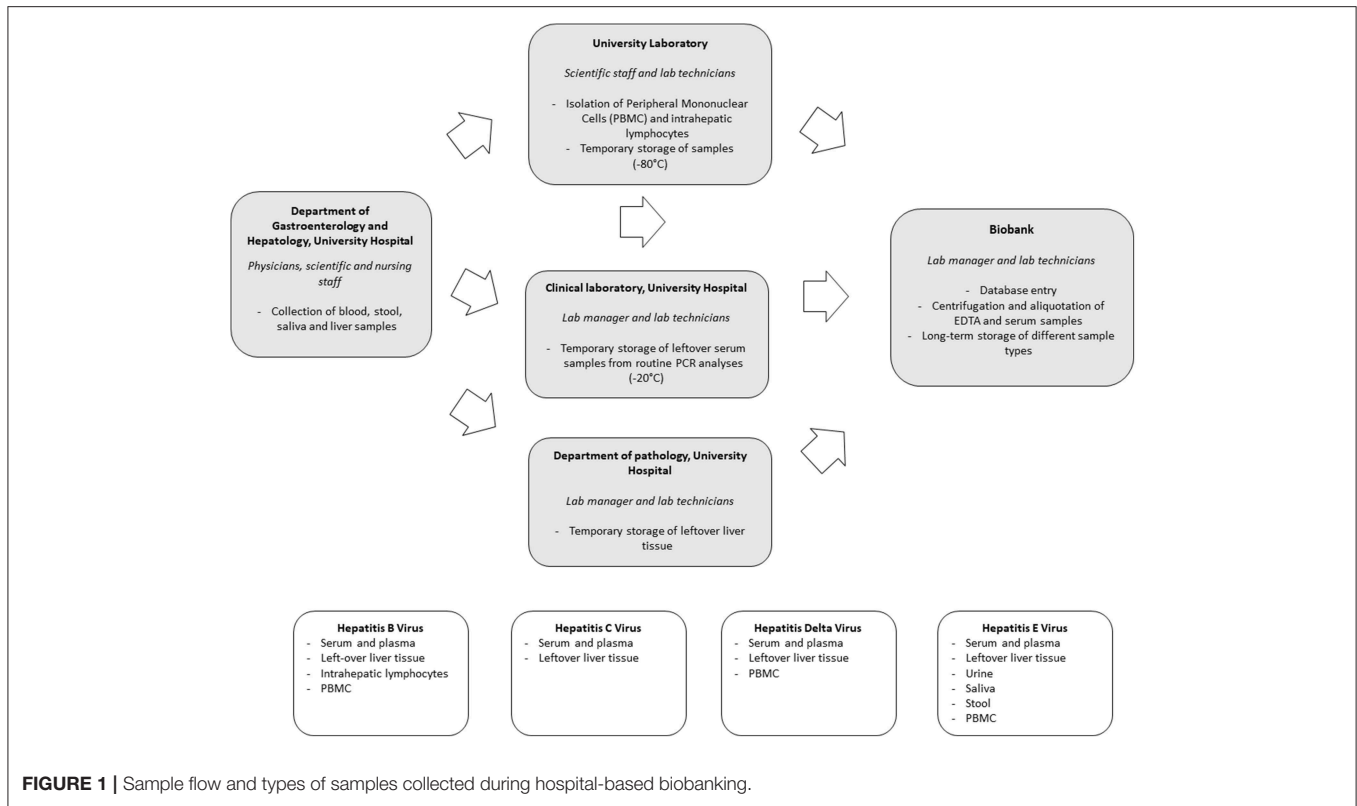 University Laboratory
Scientific staff and lab technicians
- Isolation of Peripheral Mononuclear
Cells (PBMC) and intrahepatic
lymphocytes
- Temporary storage of samples
(-80°C)
Department of
Gastroenterology and
Hepatology, University Hospital
Physicians, scientific and nursing
staff
- Collection of blood, stool,
saliva and liver samples
Clinical laboratory, University Hospital
Lab manager and lab technicians
- Temporary storage of leftover serum
samples from routine PCR analyses
(-20°C)
Biobank
Lab manager and lab technicians
- Database entry
- Centrifugation and aliquotation of
EDTA and serum samples
- Long-term storage of different sample
types
Department of pathology, University
Hospital
Lab manager and lab technicians
- Temporary storage of leftover liver
tissue
Hepatitis B Virus
- Serum and plasma
- Left-over liver tissue
- Intrahepatic lymphocytes
- PBMC
Hepatitis C Virus
- Serum and plasma
- Leftover liver tissue
Hepatitis Delta Virus
- Serum and plasma
- Leftover liver tissue
- PBMC
Hepatitis E Virus
- Serum and plasma
- Leftover liver tissue
- Urine
- Saliva
- Stool
- PBMC
FIGURE 1 | Sample flow and types of samples collected during hospital-based biobanking.